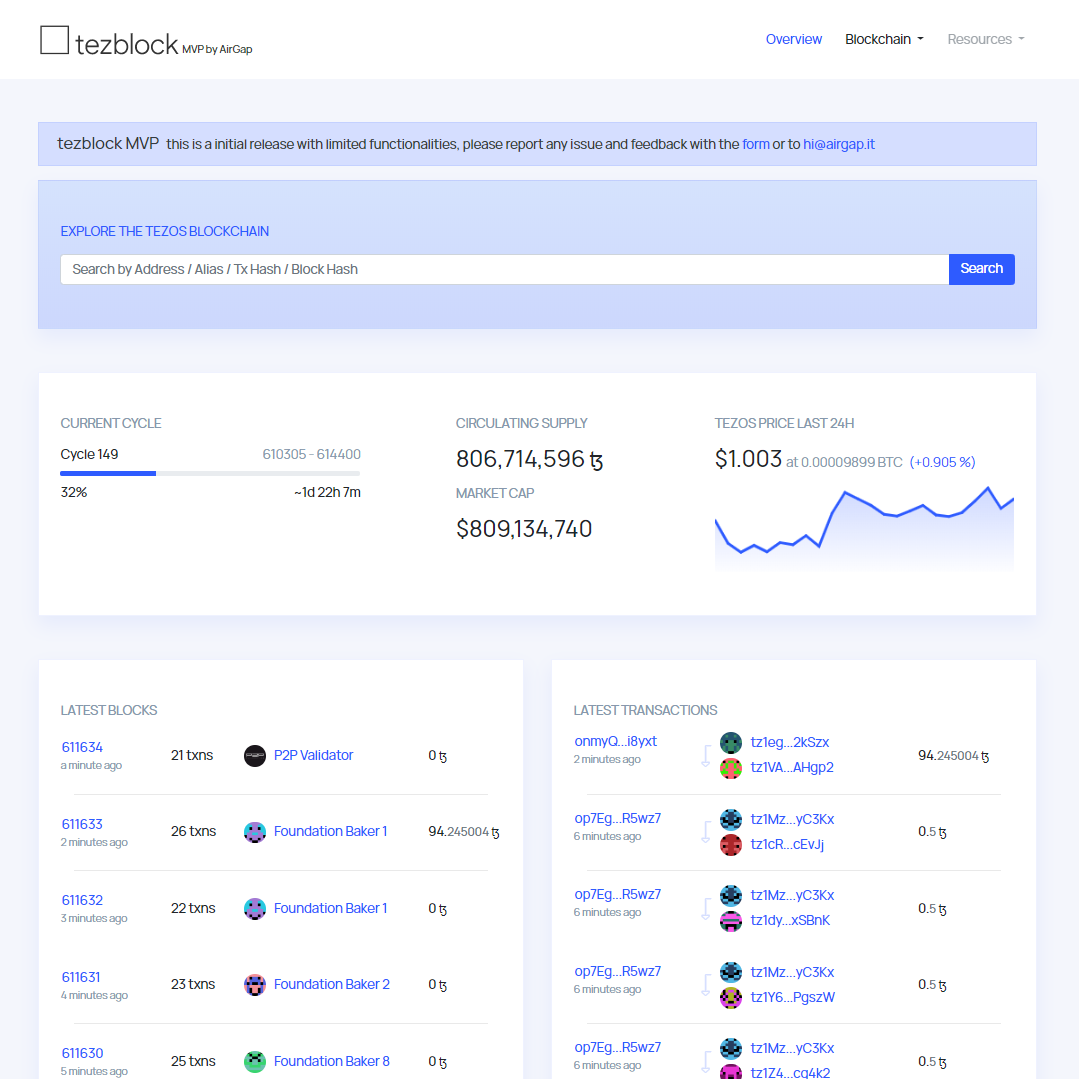 tezblock MVP by AirGap
Overview Blockchain Resources
tezblock MVP this is a initial release with limited functionalities, please report any issue and feedback with the form or to hi@airgap.it
EXPLORE THE TEZOS BLOCKCHAIN
Search by Address / Alias / Tx Hash / Block Hash Search
CURRENT CYCLE
Cycle 149 610305 - 614400
32% ~1d 22h 7m
CIRCULATING SUPPLY
806,714,596 ꜩ
MARKET CAP
$809,134,740
TEZOS PRICE LAST 24H
$1.003 at 0.00009899 BTC (+0.905 %)
LATEST BLOCKS
611634 21 txns P2P Validator 0 ꜩ
a minute ago
611633 26 txns Foundation Baker 1 94.245004 ꜩ
2 minutes ago
611632 22 txns Foundation Baker 1 0 ꜩ
3 minutes ago
611631 23 txns Foundation Baker 2 0 ꜩ
4 minutes ago
611630 25 txns Foundation Baker 8 0 ꜩ
5 minutes ago
LATEST TRANSACTIONS
onmyQ...i8yxt tz1eg...2kSzx
2 minutes ago tz1VA...AHgp2 94.245004 ꜩ
op7Eg...R5wz7 tz1Mz...yC3Kx
6 minutes ago tz1cR...cEvJj 0.5 ꜩ
op7Eg...R5wz7 tz1Mz...yC3Kx
6 minutes ago tz1dy...xSBnK 0.5 ꜩ
op7Eg...R5wz7 tz1Mz...yC3Kx
6 minutes ago tz1Y6...PgszW 0.5 ꜩ
op7Eg...R5wz7 tz1Mz...yC3Kx
6 minutes ago tz1Z4...cq4k2 0.5 ꜩ